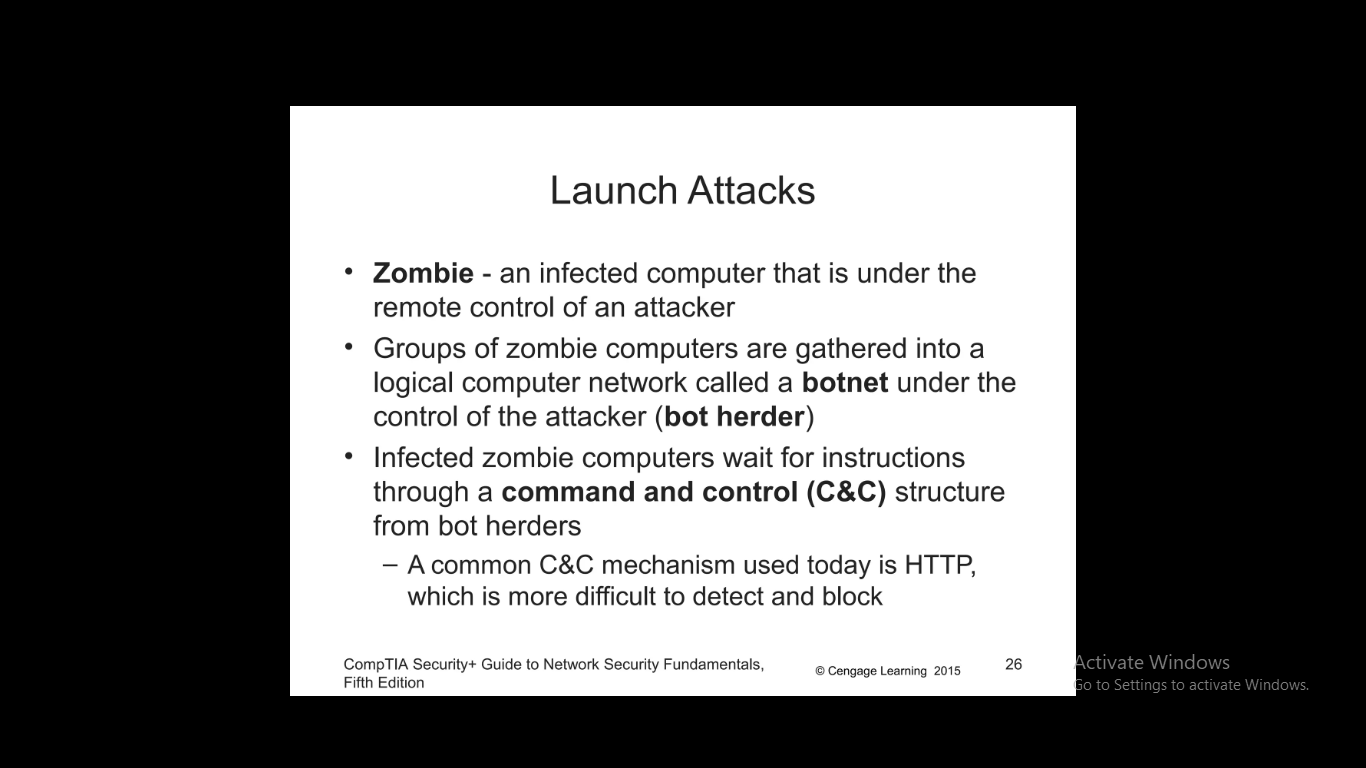 Launch Attacks
• Zombie - an infected computer that is under the
remote control of an attacker
• Groups of zombie computers are gathered into a
logical computer network called a botnet under the
control of the attacker (bot herder)
• Infected zombie computers wait for instructions
through a command and control (C&C) structure
from bot herders
– A common C&C mechanism used today is HTTP,
which is more difficult to detect and block
CompTIA Security+ Guide to Network Security Fundamentals,
Fifth Edition
© Cengage Learning 2015
26
Activate Windows
Go to Settings to activate Windows.